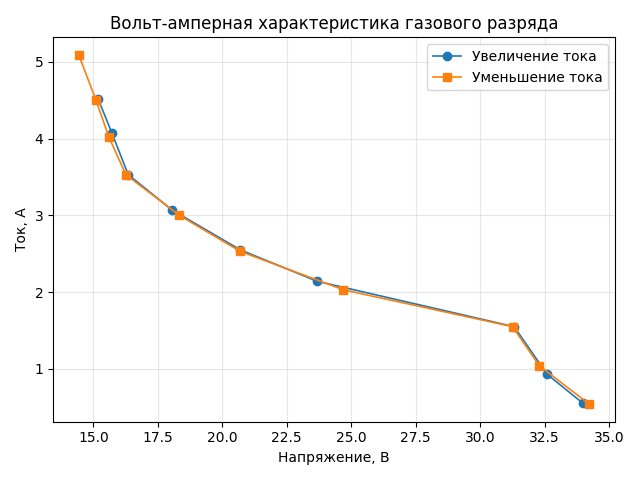 Вольт-амперная характеристика газового разряда
Увеличение тока
Уменьшение тока
Ток, А
5
4
3
2
1
15.0 17.5 20.0 22.5 25.0 27.5 30.0 32.5 35.0
Напряжение, В